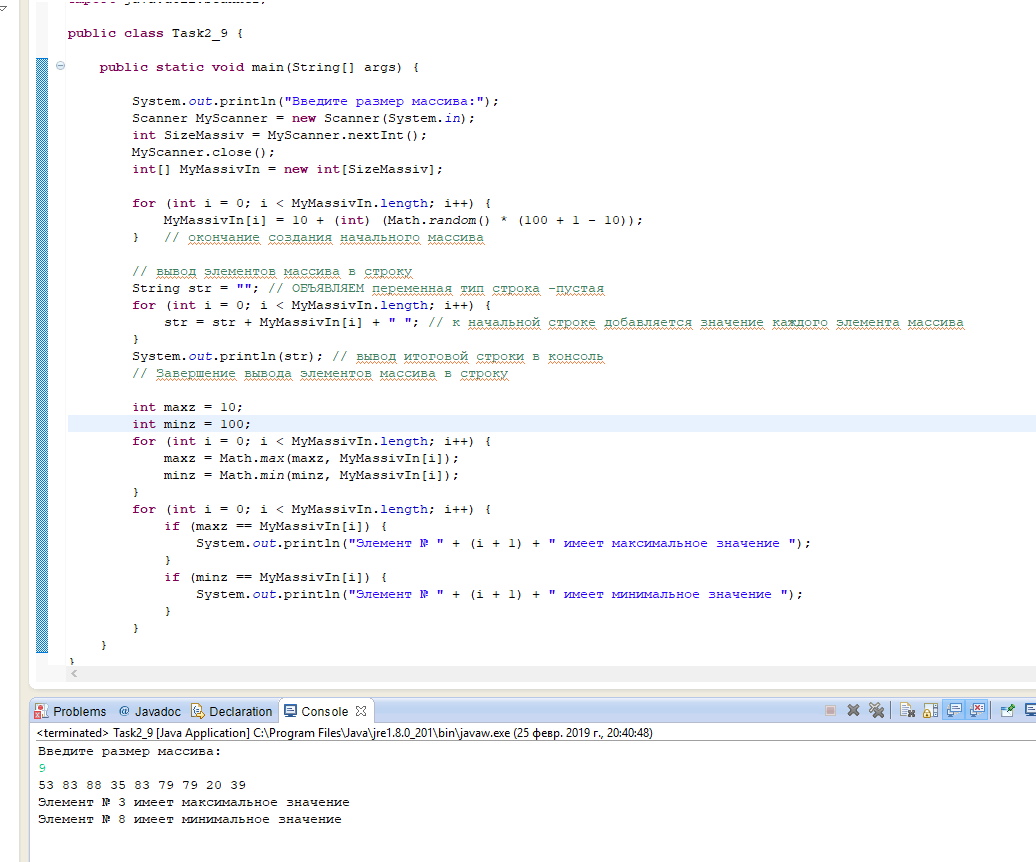 import java.util.Scanner;
public class Task2_9 {
public static void main(String[] args) {
System.out.println("Введите размер массива:");
Scanner MyScanner = new Scanner(System.in);
int SizeMassiv = MyScanner.nextInt();
MyScanner.close();
int[] MyMassivIn = new int[SizeMassiv];
for (int i = 0; i < MyMassivIn.length; i++) {
MyMassivIn[i] = 10 + (int) (Math.random() * (100 + 1 - 10));
} // окончание создания начального массива
// вывод элементов массива в строку
String str = ""; // ОБЪЯВЛЯЕМ переменная тип строка -пустая
for (int i = 0; i < MyMassivIn.length; i++) {
str = str + MyMassivIn[i] + " "; // к начальной строке добавляется значение каждого элемента массива
}
System.out.println(str); // вывод итоговой строки в консоль
// Завершение вывода элементов массива в строку
int maxz = 10;
int minz = 100;
for (int i = 0; i < MyMassivIn.length; i++) {
maxz = Math.max(maxz, MyMassivIn[i]);
minz = Math.min(minz, MyMassivIn[i]);
}
for (int i = 0; i < MyMassivIn.length; i++) {
if (maxz == MyMassivIn[i]) {
System.out.println("Элемент № " + (i + 1) + " имеет максимальное значение ");
}
if (minz == MyMassivIn[i]) {
System.out.println("Элемент № " + (i + 1) + " имеет минимальное значение ");
}
}
}
}
Problems @ Javadoc Declaration Console
<terminated> Task2_9 [Java Application] C:\Program Files\Java\jre1.8.0_201\bin\javaw.exe (25 февр. 2019 г., 20:40:48)
Введите размер массива:
9
53 83 88 35 83 79 79 20 39
Элемент № 3 имеет максимальное значение
Элемент № 8 имеет минимальное значение